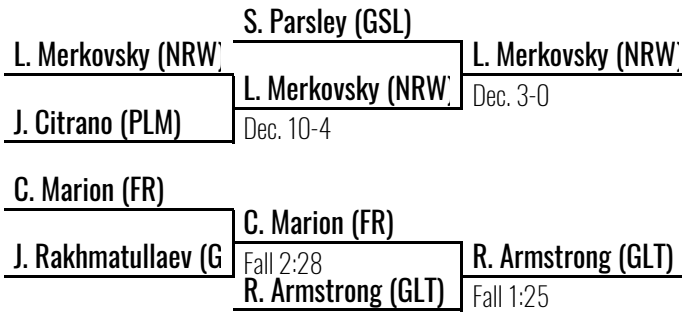 S. Parsley (GSL)
L. Merkovsky (NRW)
L. Merkovsky (NRW)
L. Merkovsky (NRW)
Dec. 3-0
J. Citrano (PLM)
Dec. 10-4
C. Marion (FR)
C. Marion (FR)
J. Rakhmatullaev (G
Fall 2:28
R. Armstrong (GLT)
R. Armstrong (GLT)
Fall 1:25